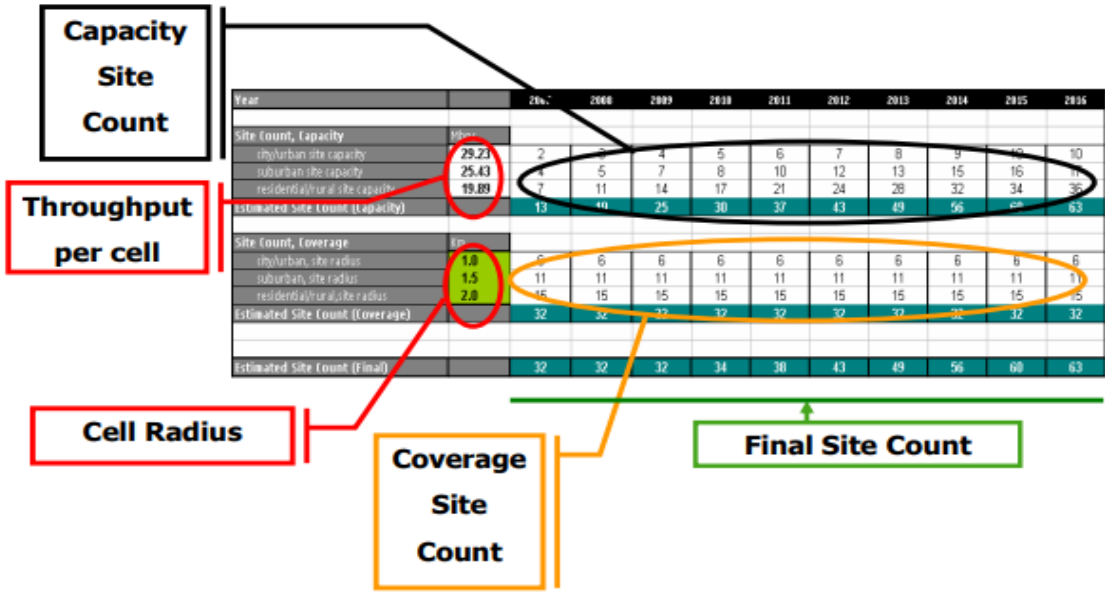 Capacity
Site
Count
Throughput
per cell
Cell Radius
Coverage
Site
Count
Final Site Count
Year 2008 2009 2010 2011 2012 2013 2014 2015 2016
Site Count, Capacity
city/urban site capacity 29.23 2 4 5 6 7 8 9 10
suburban site capacity 25.43 5 7 8 10 12 13 15 16
residential/rural site capacity 19.89 7 11 14 17 21 24 28 32 34 36
Estimated Site Count (Capacity) 13 19 25 30 37 43 49 56 60 63
Site Count, Coverage Km
city/urban, site radius 1.0 6 6 6 6 6 6 6 6 6 6
suburban, site radius 1.5 11 11 11 11 11 11 11 11 11 11
residential/rural,site radius 2.0 15 15 15 15 15 15 15 15 15 15
Estimated Site Count (Coverage) 32 32 32 32 32 32 32 32 32 32
Estimated Site Count (Final) 32 32 32 34 38 43 49 56 60 63